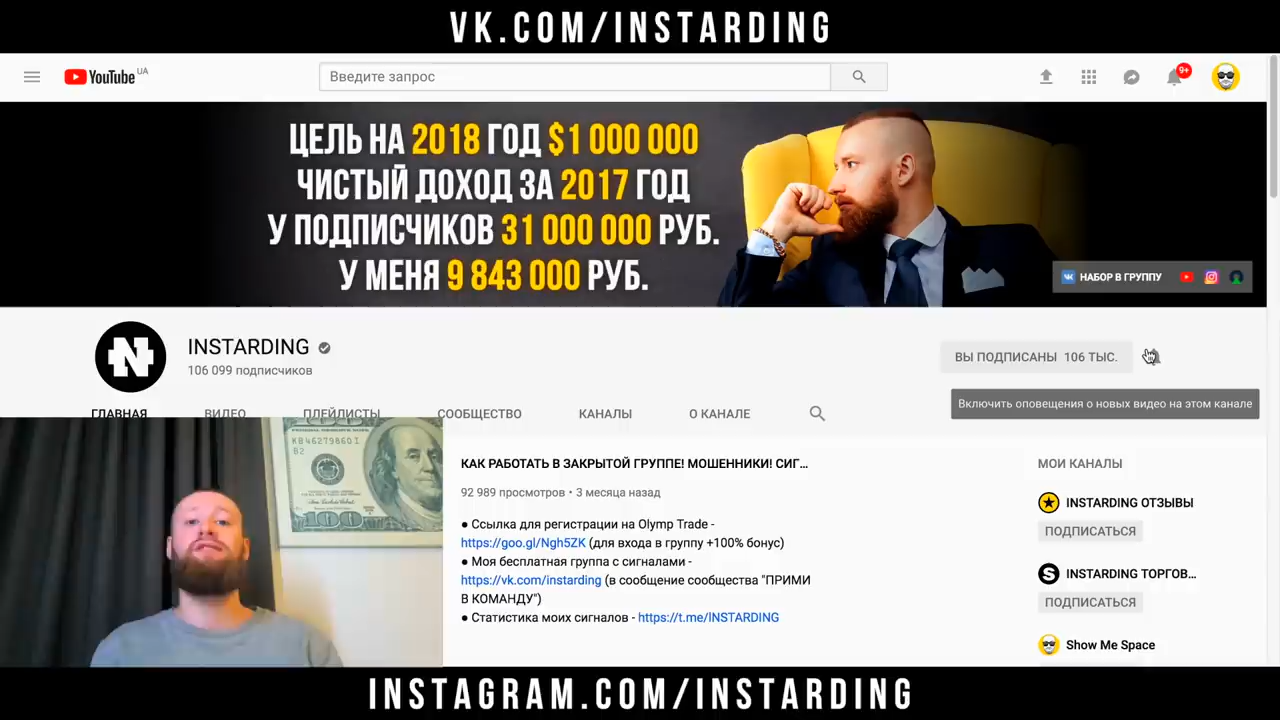 VK.COM/INSTARDING
YouTube UA
Введите запрос
9+
ЦЕЛЬ НА 2018 ГОД $1 000 000
ЧИСТЫЙ ДОХОД ЗА 2017 ГОД
У ПОДПИСЧИКОВ 31 000 000 РУБ.
У МЕНЯ 9 843 000 РУБ.
НАБОР В ГРУППУ
INSTARDING
106 099 подписчиков
ВЫ ПОДПИСАНЫ 106 ТЫС.
Включить оповещения о новых видео на этом канале
ГЛАВНАЯ ВИДЕО ПЛЕЙЛИСТЫ СООБЩЕСТВО КАНАЛЫ О КАНАЛЕ
КАК РАБОТАТЬ В ЗАКРЫТОЙ ГРУППЕ! МОШЕННИКИ! СИГ...
92 989 просмотров • 3 месяца назад
● Ссылка для регистрации на Olymp Trade -
https://goo.gl/Ngh5ZK (для входа в группу +100% бонус)
● Моя бесплатная группа с сигналами -
https://vk.com/instarding (в сообщение сообщества "ПРИМИ
В КОМАНДУ")
● Статистика моих сигналов - https://t.me/INSTARDING
МОИ КАНАЛЫ
INSTARDING ОТЗЫВЫ
ПОДПИСАТЬСЯ
INSTARDING ТОРГОВ...
ПОДПИСАТЬСЯ
Show Me Space
KB46279860I
B2
100
INSTAGRAM.COM/INSTARDING